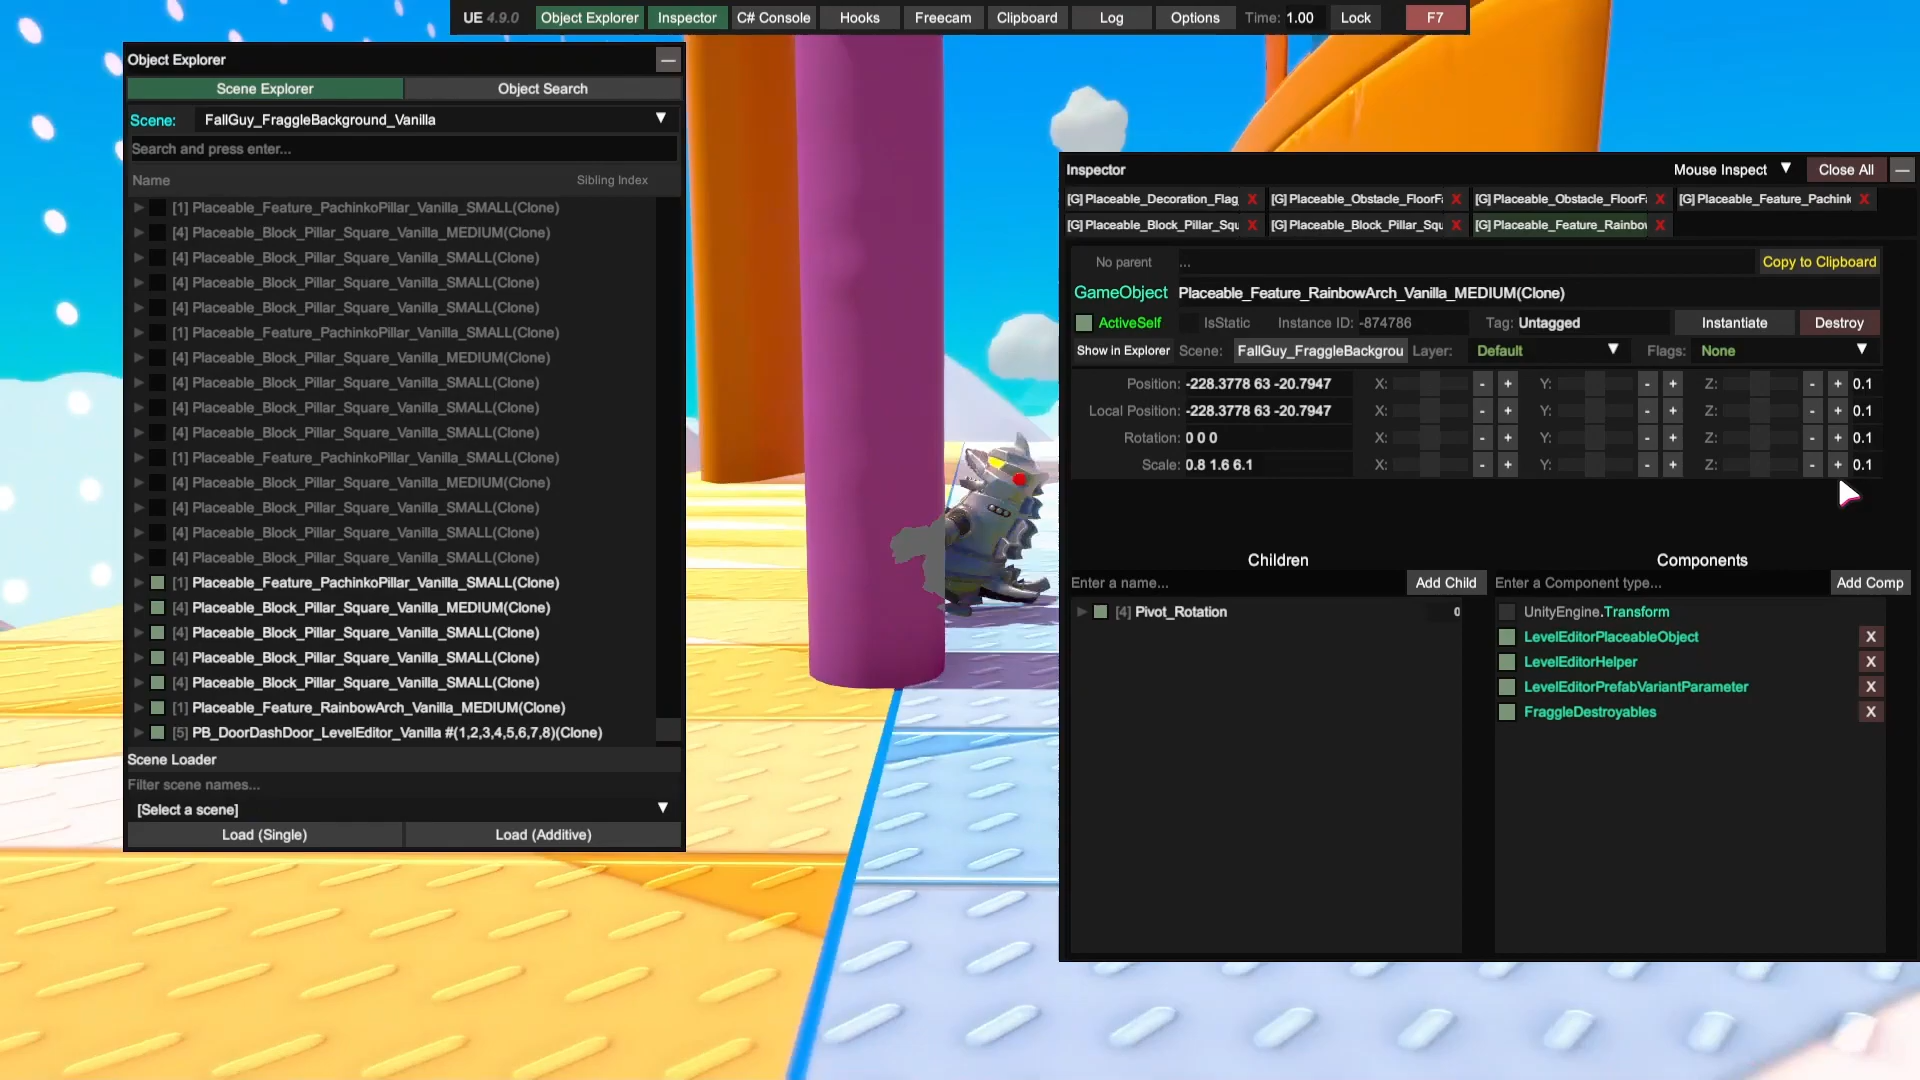 UE 4.9.0 Object Explorer Inspector C# Console Hooks Freecam Clipboard Log Options Time: 1.00 Lock F7
Object Explorer
Scene Explorer Object Search
Scene: FallGuy_FraggleBackground_Vanilla
Search and press enter...
Name Sibling Index
[1] Placeable_Feature_PachinkoPillar_Vanilla_SMALL(Clone)
[4] Placeable_Block_Pillar_Square_Vanilla_MEDIUM(Clone)
[4] Placeable_Block_Pillar_Square_Vanilla_SMALL(Clone)
[4] Placeable_Block_Pillar_Square_Vanilla_SMALL(Clone)
[4] Placeable_Block_Pillar_Square_Vanilla_SMALL(Clone)
[1] Placeable_Feature_PachinkoPillar_Vanilla_SMALL(Clone)
[4] Placeable_Block_Pillar_Square_Vanilla_MEDIUM(Clone)
[4] Placeable_Block_Pillar_Square_Vanilla_SMALL(Clone)
[4] Placeable_Block_Pillar_Square_Vanilla_SMALL(Clone)
[4] Placeable_Block_Pillar_Square_Vanilla_SMALL(Clone)
[1] Placeable_Feature_PachinkoPillar_Vanilla_SMALL(Clone)
[4] Placeable_Block_Pillar_Square_Vanilla_MEDIUM(Clone)
[4] Placeable_Block_Pillar_Square_Vanilla_SMALL(Clone)
[4] Placeable_Block_Pillar_Square_Vanilla_SMALL(Clone)
[4] Placeable_Block_Pillar_Square_Vanilla_SMALL(Clone)
[1] Placeable_Feature_PachinkoPillar_Vanilla_SMALL(Clone)
[4] Placeable_Block_Pillar_Square_Vanilla_MEDIUM(Clone)
[4] Placeable_Block_Pillar_Square_Vanilla_SMALL(Clone)
[4] Placeable_Block_Pillar_Square_Vanilla_SMALL(Clone)
[4] Placeable_Block_Pillar_Square_Vanilla_SMALL(Clone)
[1] Placeable_Feature_RainbowArch_Vanilla_MEDIUM(Clone)
[5] PB_DoorDashDoor_LevelEditor_Vanilla #(1,2,3,4,5,6,7,8)(Clone)
Scene Loader
Filter scene names...
[Select a scene]
Load (Single) Load (Additive)
Inspector Mouse Inspect Close All
[G] Placeable_Decoration_Flag X [G] Placeable_Obstacle_FloorFa X [G] Placeable_Obstacle_FloorFa X [G] Placeable_Feature_Pachink X
[G] Placeable_Block_Pillar_Squ X [G] Placeable_Block_Pillar_Squ X [G] Placeable_Feature_Rainbow X
No parent ... Copy to Clipboard
GameObject Placeable_Feature_RainbowArch_Vanilla_MEDIUM(Clone)
ActiveSelf IsStatic Instance ID: -874786 Tag: Untagged Instantiate Destroy
Show in Explorer Scene: FallGuy_FraggleBackgrou Layer: Default Flags: None
Position: -228.3778 63 -20.7947 X: - + Y: - + Z: - + 0.1
Local Position: -228.3778 63 -20.7947 X: - + Y: - + Z: - + 0.1
Rotation: 0 0 0 X: - + Y: - + Z: - + 0.1
Scale: 0.8 1.6 6.1 X: - + Y: - + Z: - + 0.1
Children
Enter a name... Add Child
[4] Pivot_Rotation 0
Components
Enter a Component type... Add Comp
UnityEngine.Transform
LevelEditorPlaceableObject X
LevelEditorHelper X
LevelEditorPrefabVariantParameter X
FraggleDestroyables X